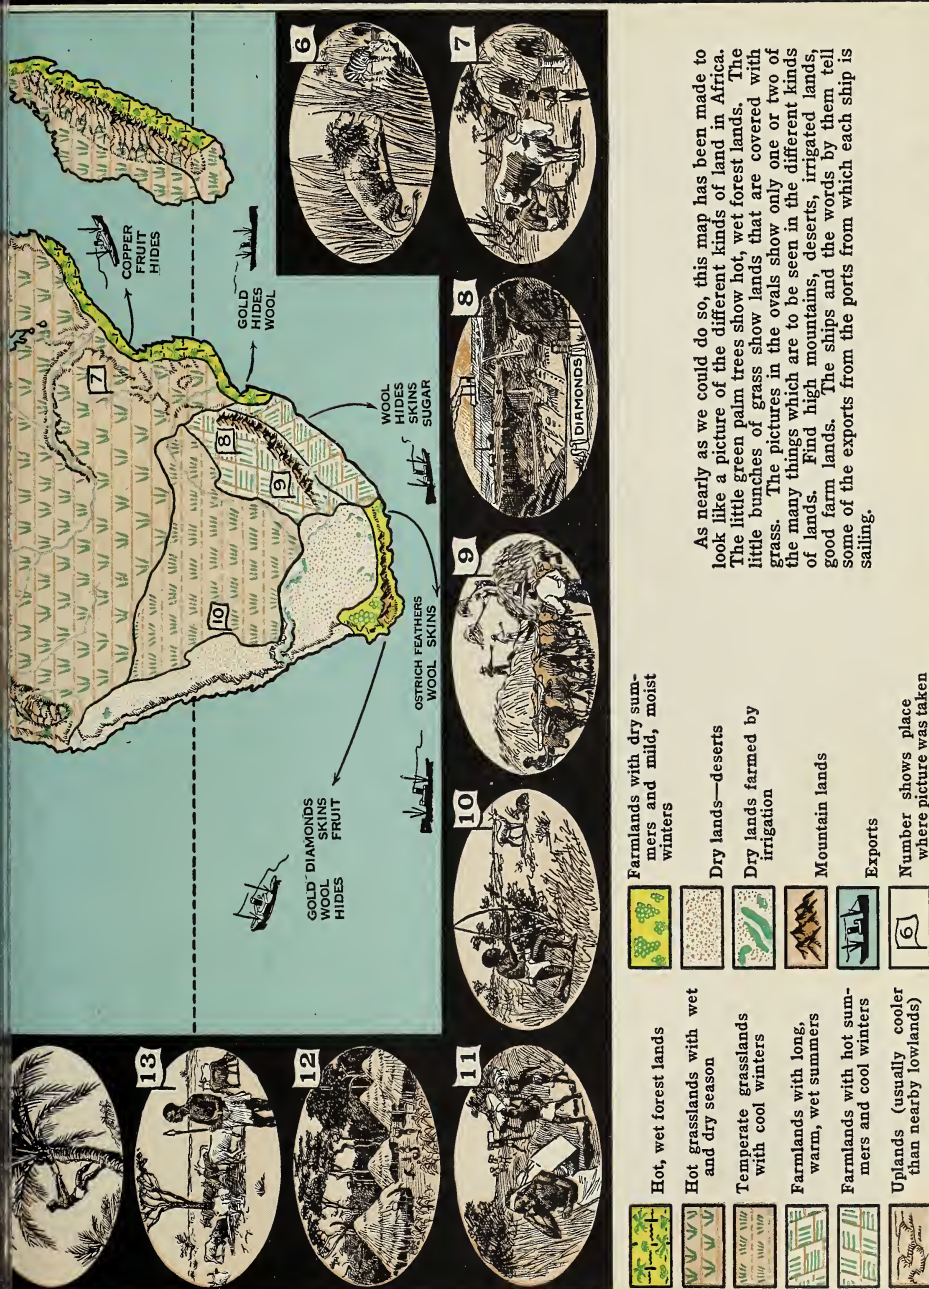 13
12
11
10
9
8
7
6
10
9
8
7
GOLD DIAMONDS
WOOL SKINS
HIDES FRUIT
OSTRICH FEATHERS
WOOL SKINS
WOOL
HIDES
SKINS
SUGAR
GOLD
HIDES
WOOL
COPPER
FRUIT
HIDES
DIAMONDS
Hot, wet forest lands
Hot grasslands with wet
and dry season
Temperate grasslands
with cool winters
Farmlands with long,
warm, wet summers
Farmlands with hot sum-
mers and cool winters
Uplands (usually cooler
than nearby lowlands)
Farmlands with dry sum-
mers and mild, moist
winters
Dry lands—deserts
Dry lands farmed by
irrigation
Mountain lands
Exports
6
Number shows place
where picture was taken
As nearly as we could do so, this map has been made to
look like a picture of the different kinds of land in Africa.
The little green palm trees show hot, wet forest lands. The
little bunches of grass show lands that are covered with
grass. The pictures in the ovals show only one or two of
the many things which are to be seen in the different kinds
of lands. Find high mountains, deserts, irrigated lands,
good farm lands. The ships and the words by them tell
some of the exports from the ports from which each ship is
sailing.